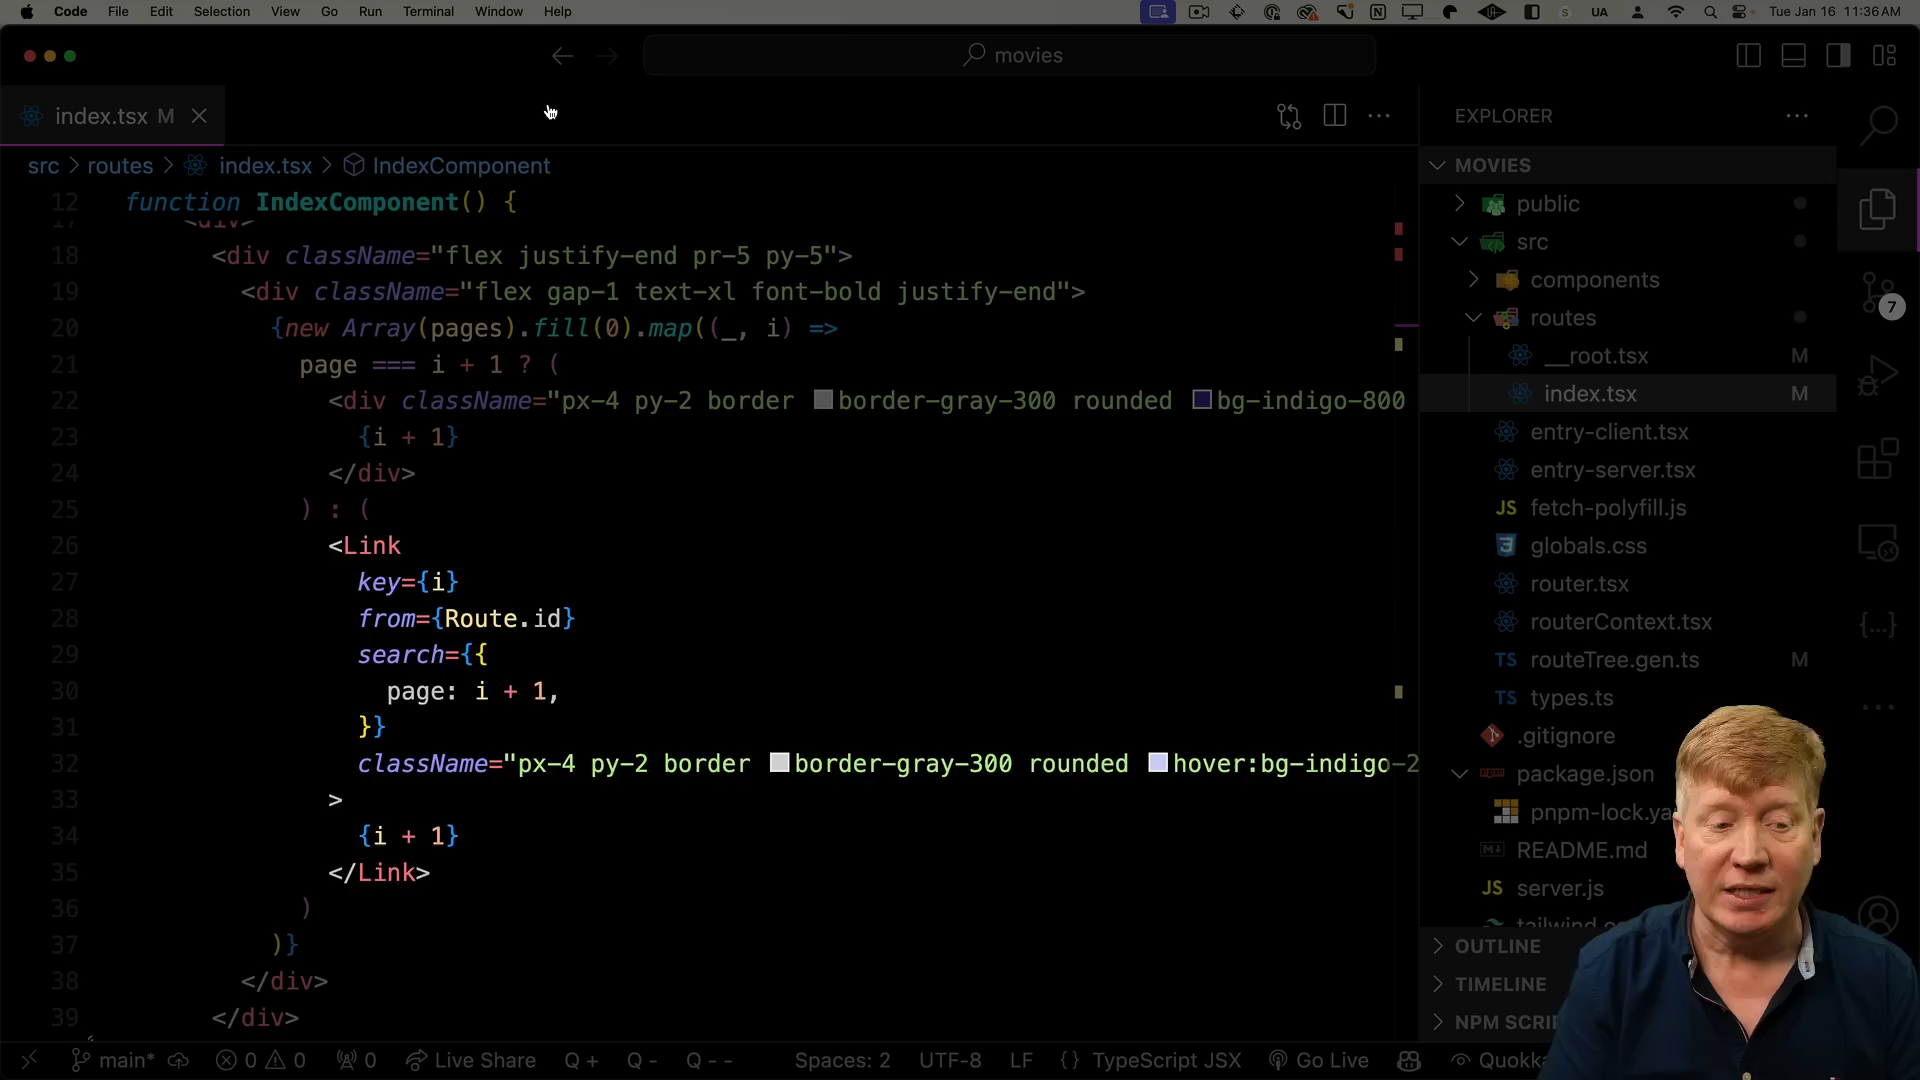 Code File Edit Selection View Go Run Terminal Window Help
UA Tue Jan 16 11:36 AM
movies
index.tsx M
src > routes > index.tsx > IndexComponent
12 function IndexComponent() {
17 <div>
18 <div className="flex justify-end pr-5 py-5">
19 <div className="flex gap-1 text-xl font-bold justify-end">
20 {new Array(pages).fill(0).map((_, i) =>
21 page === i + 1 ? (
22 <div className="px-4 py-2 border border-gray-300 rounded bg-indigo-800
23 {i + 1}
24 </div>
25 ) : (
26 <Link
27 key={i}
28 from={Route.id}
29 search={{
30 page: i + 1,
31 }}
32 className="px-4 py-2 border border-gray-300 rounded hover:bg-indigo-2
33 >
34 {i + 1}
35 </Link>
36 )
37 )}
38 </div>
39 </div>
EXPLORER
MOVIES
public
src
components
routes
__root.tsx M
index.tsx M
entry-client.tsx
entry-server.tsx
JS fetch-polyfill.js
globals.css
router.tsx
routerContext.tsx
TS routeTree.gen.ts M
TS types.ts
.gitignore
package.json
pnpm-lock.ya
README.md
JS server.js
OUTLINE
TIMELINE
NPM SCRI
7
main* 0 0 0 Live Share Q + Q - Q -- Spaces: 2 UTF-8 LF {} TypeScript JSX Go Live Quokka